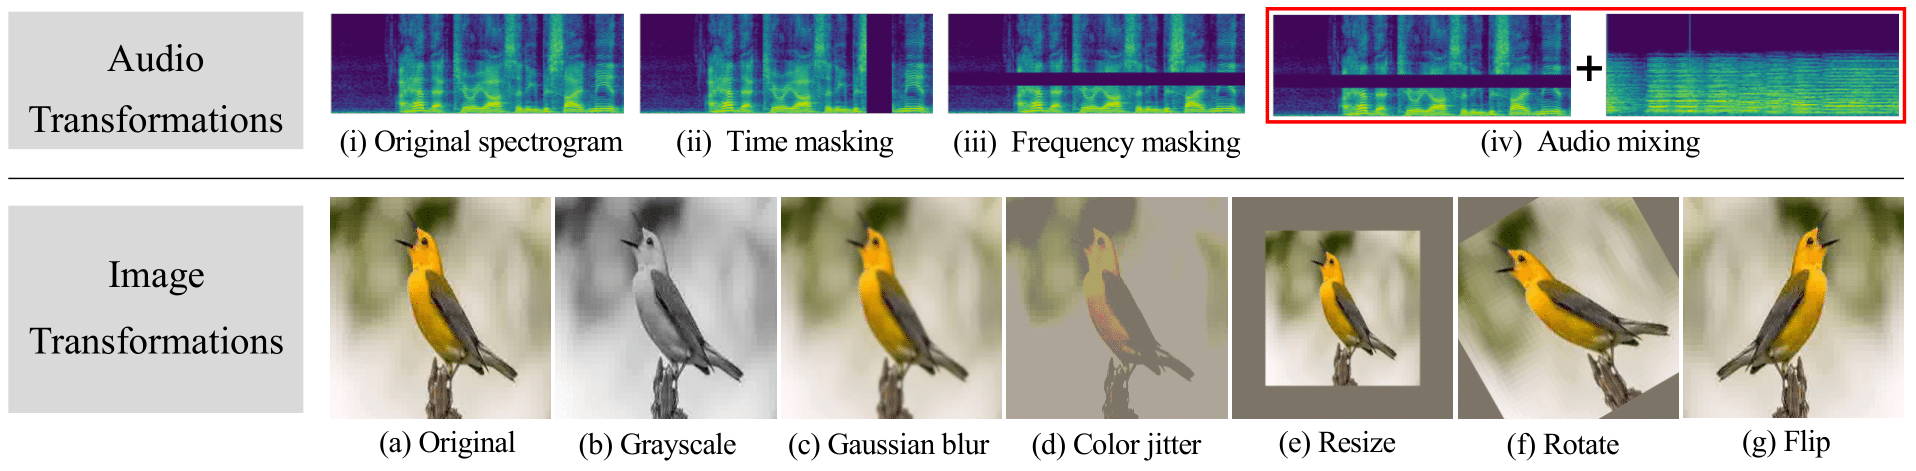 Audio
Transformations
(i) Original spectrogram
(ii) Time masking
(iii) Frequency masking
+
(iv) Audio mixing
Image
Transformations
(a) Original
(b) Grayscale
(c) Gaussian blur
(d) Color jitter
(e) Resize
(f) Rotate
(g) Flip